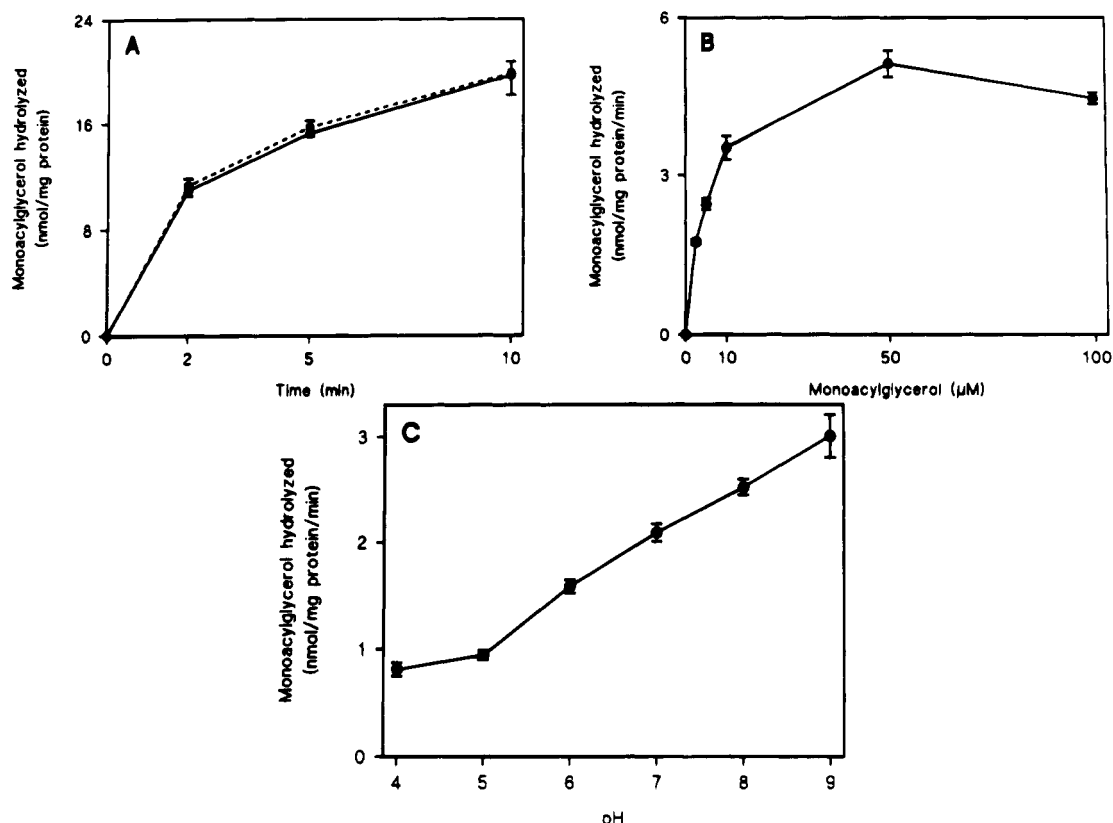 A
Monoacylglycerol hydrolyzed
(nmol/mg protein)
24
16
8
0
0 2 5 10
Time (min)
B
Monoacylglycerol hydrolyzed
(nmol/mg protein/min)
6
3
0
0 10 50 100
Monoacylglycerol (µM)
C
Monoacylglycerol hydrolyzed
(nmol/mg protein/min)
3
2
1
0
4 5 6 7 8 9
pH